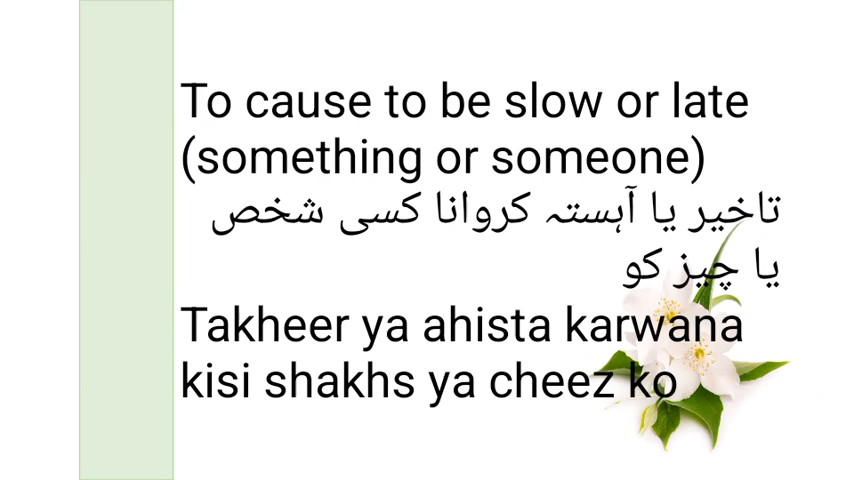 To cause to be slow or late
(something or someone)
تاخیر یا آہستہ کروانا کسی شخص
یا چیز کو
Takheer ya ahista karwana
kisi shakhs ya cheez ko